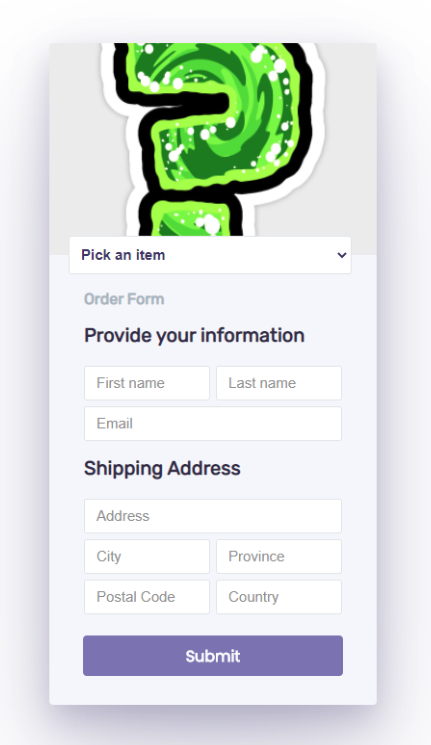 Pick an item
Order Form
Provide your information
First name Last name
Email
Shipping Address
Address
City Province
Postal Code Country
Submit